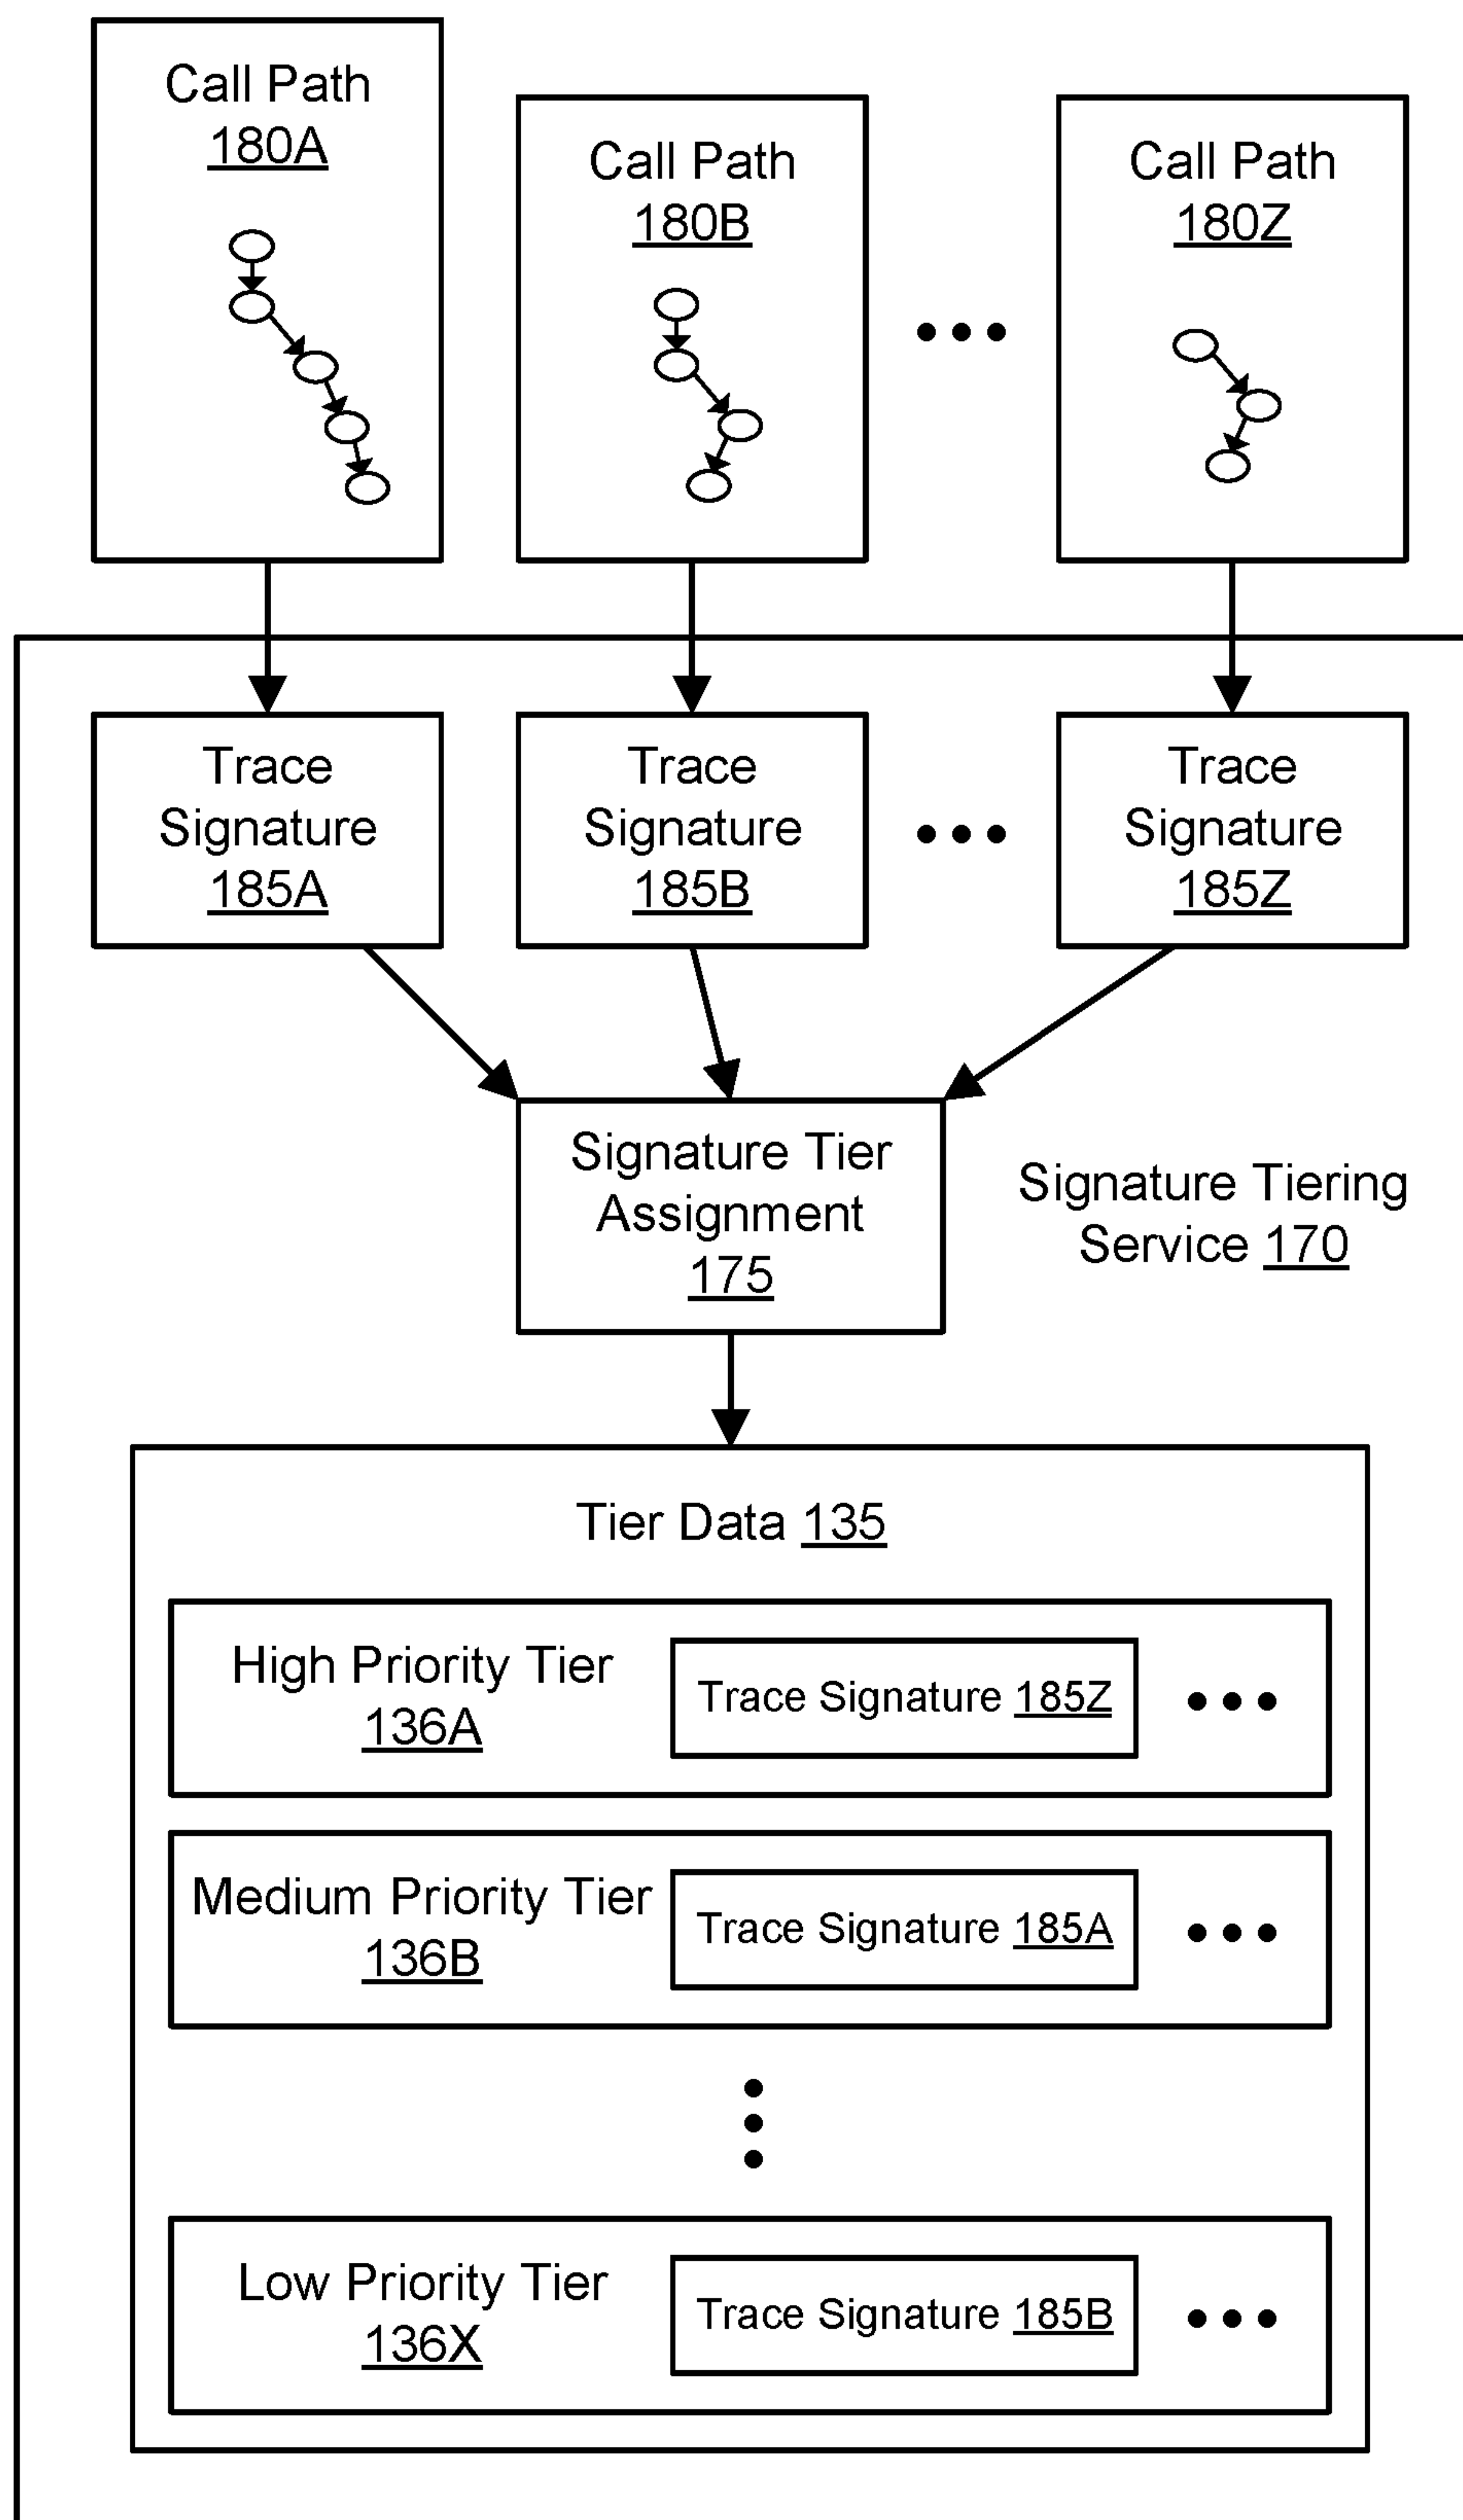 Call Path
180A
Call Path
180B
Call Path
180Z
Trace
Signature
185A
Trace
Signature
185B
Trace
Signature
185Z
Signature Tier
Assignment
175
Signature Tiering
Service 170
Tier Data 135
High Priority Tier
136A
Trace Signature 185Z
Medium Priority Tier
136B
Trace Signature 185A
Low Priority Tier
136X
Trace Signature 185B